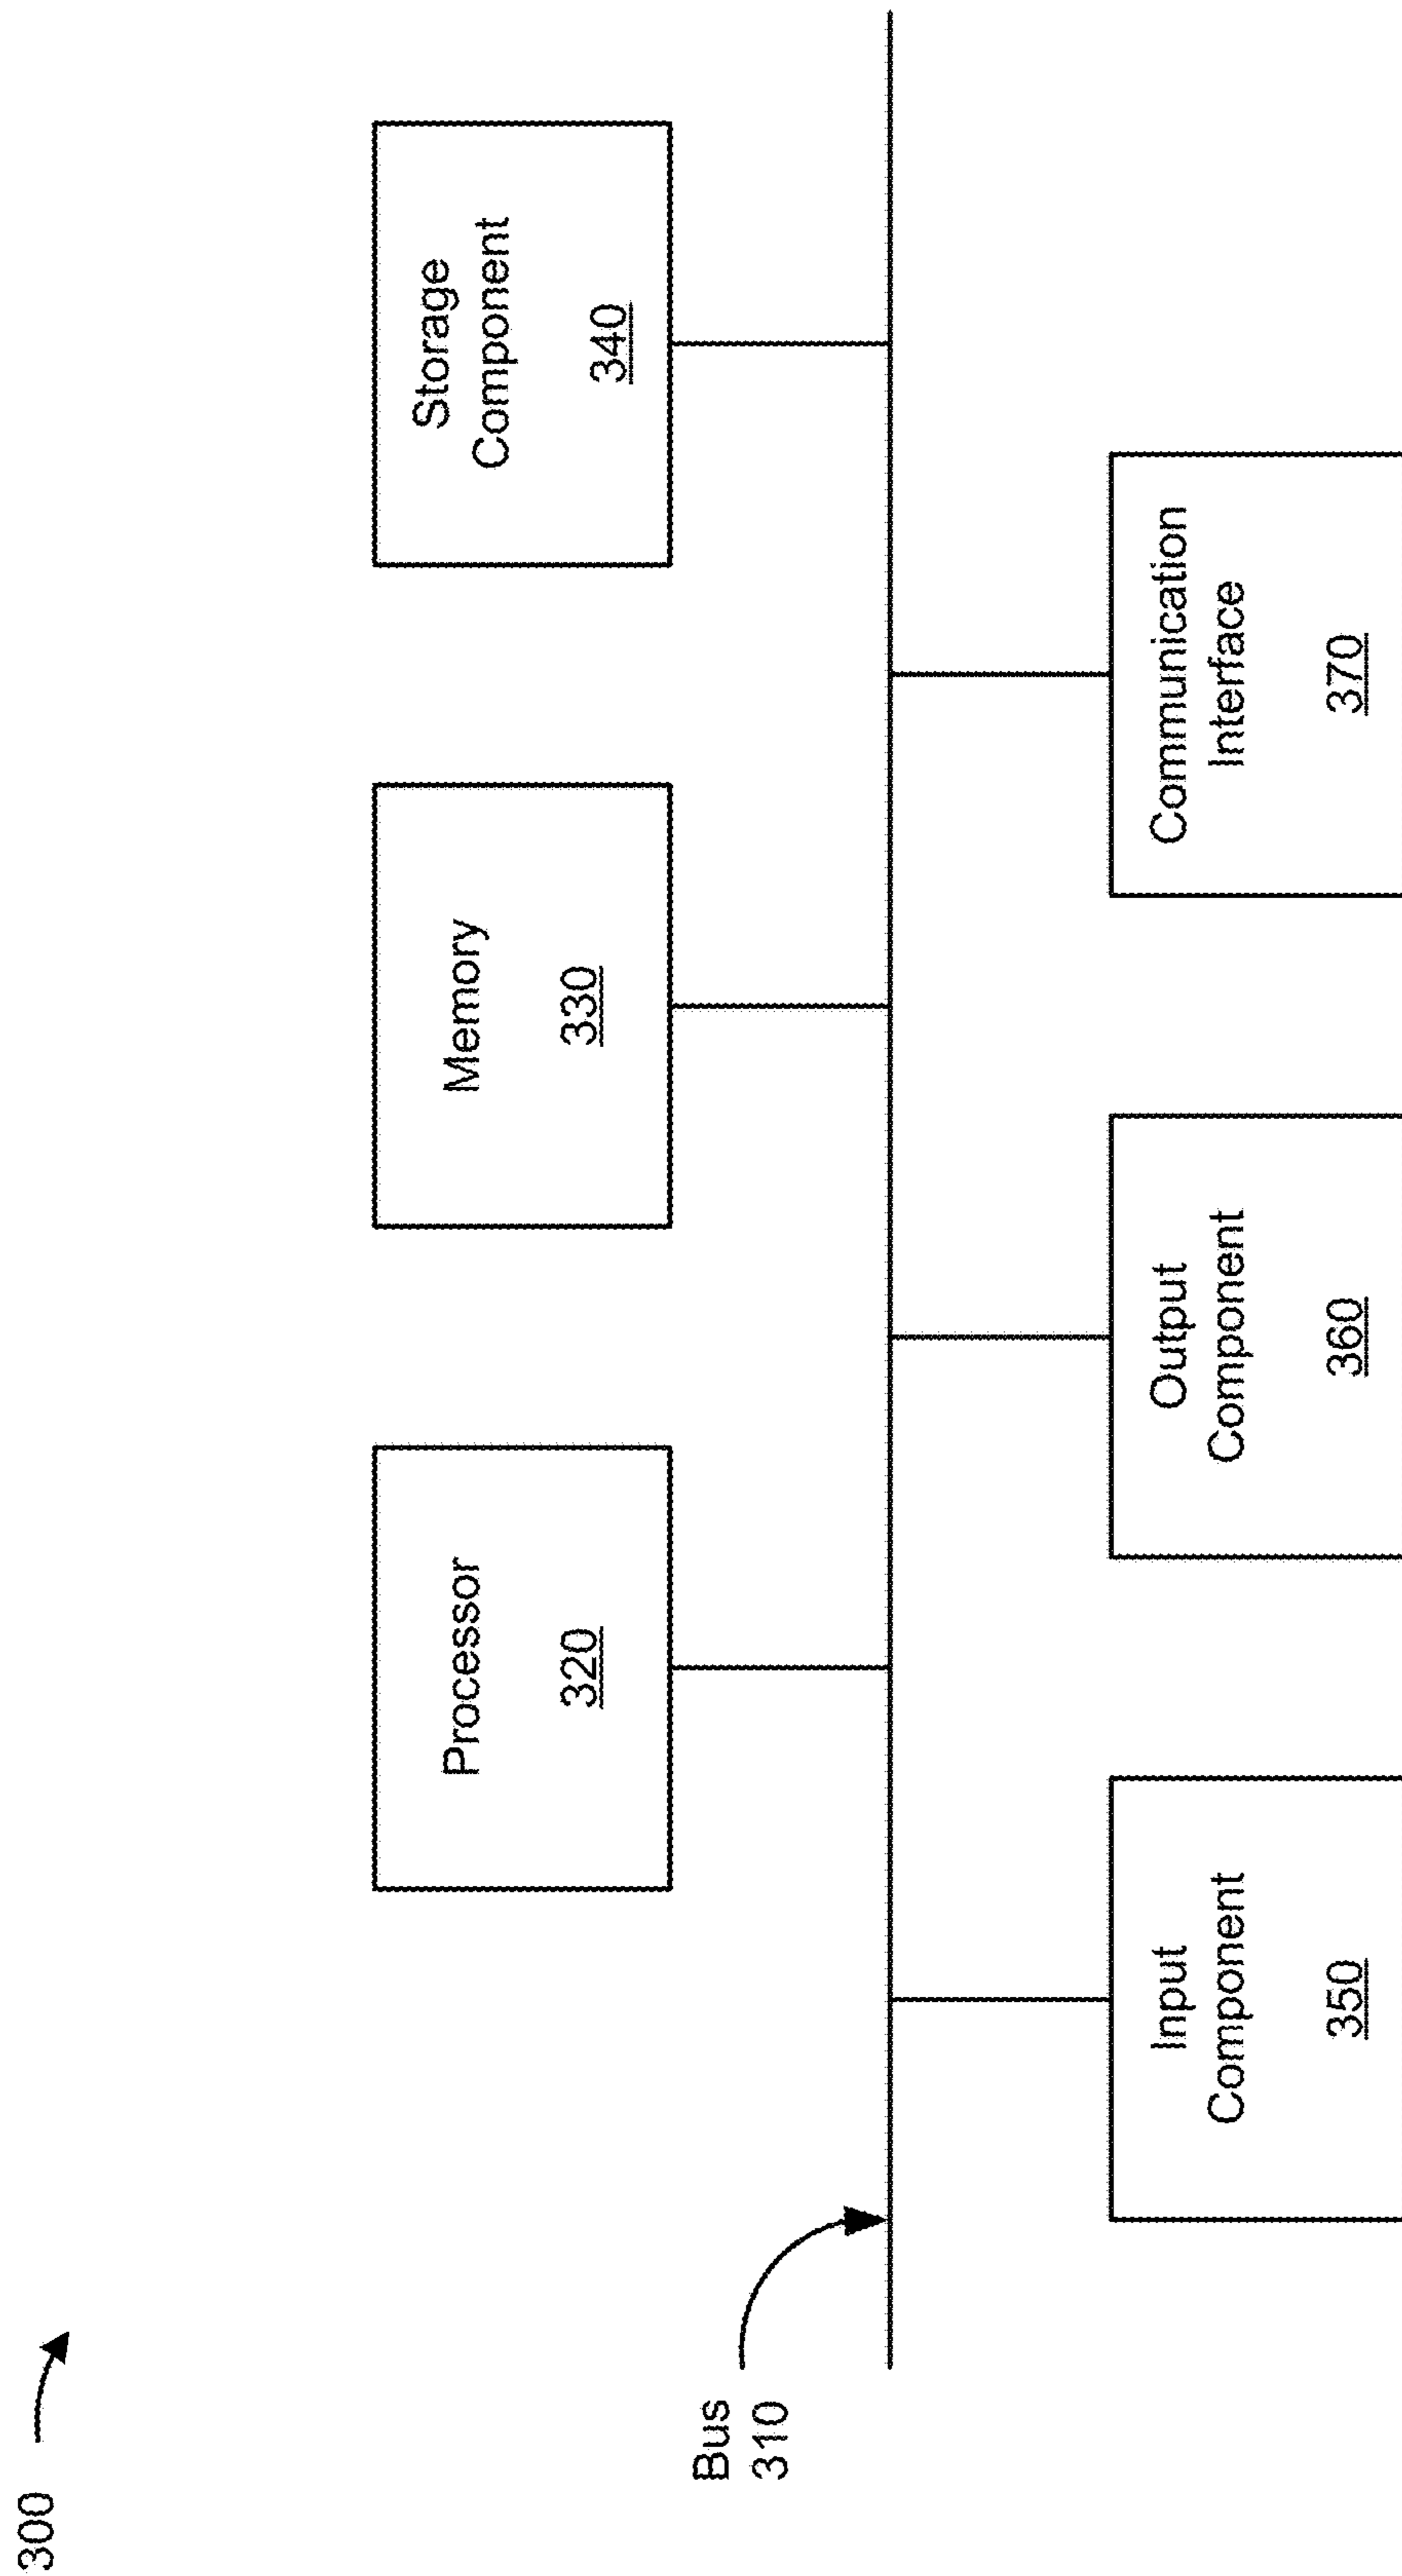 300
Processor
320
Memory
330
Storage
Component
340
Bus
310
Input
Component
350
Output
Component
360
Communication
Interface
370